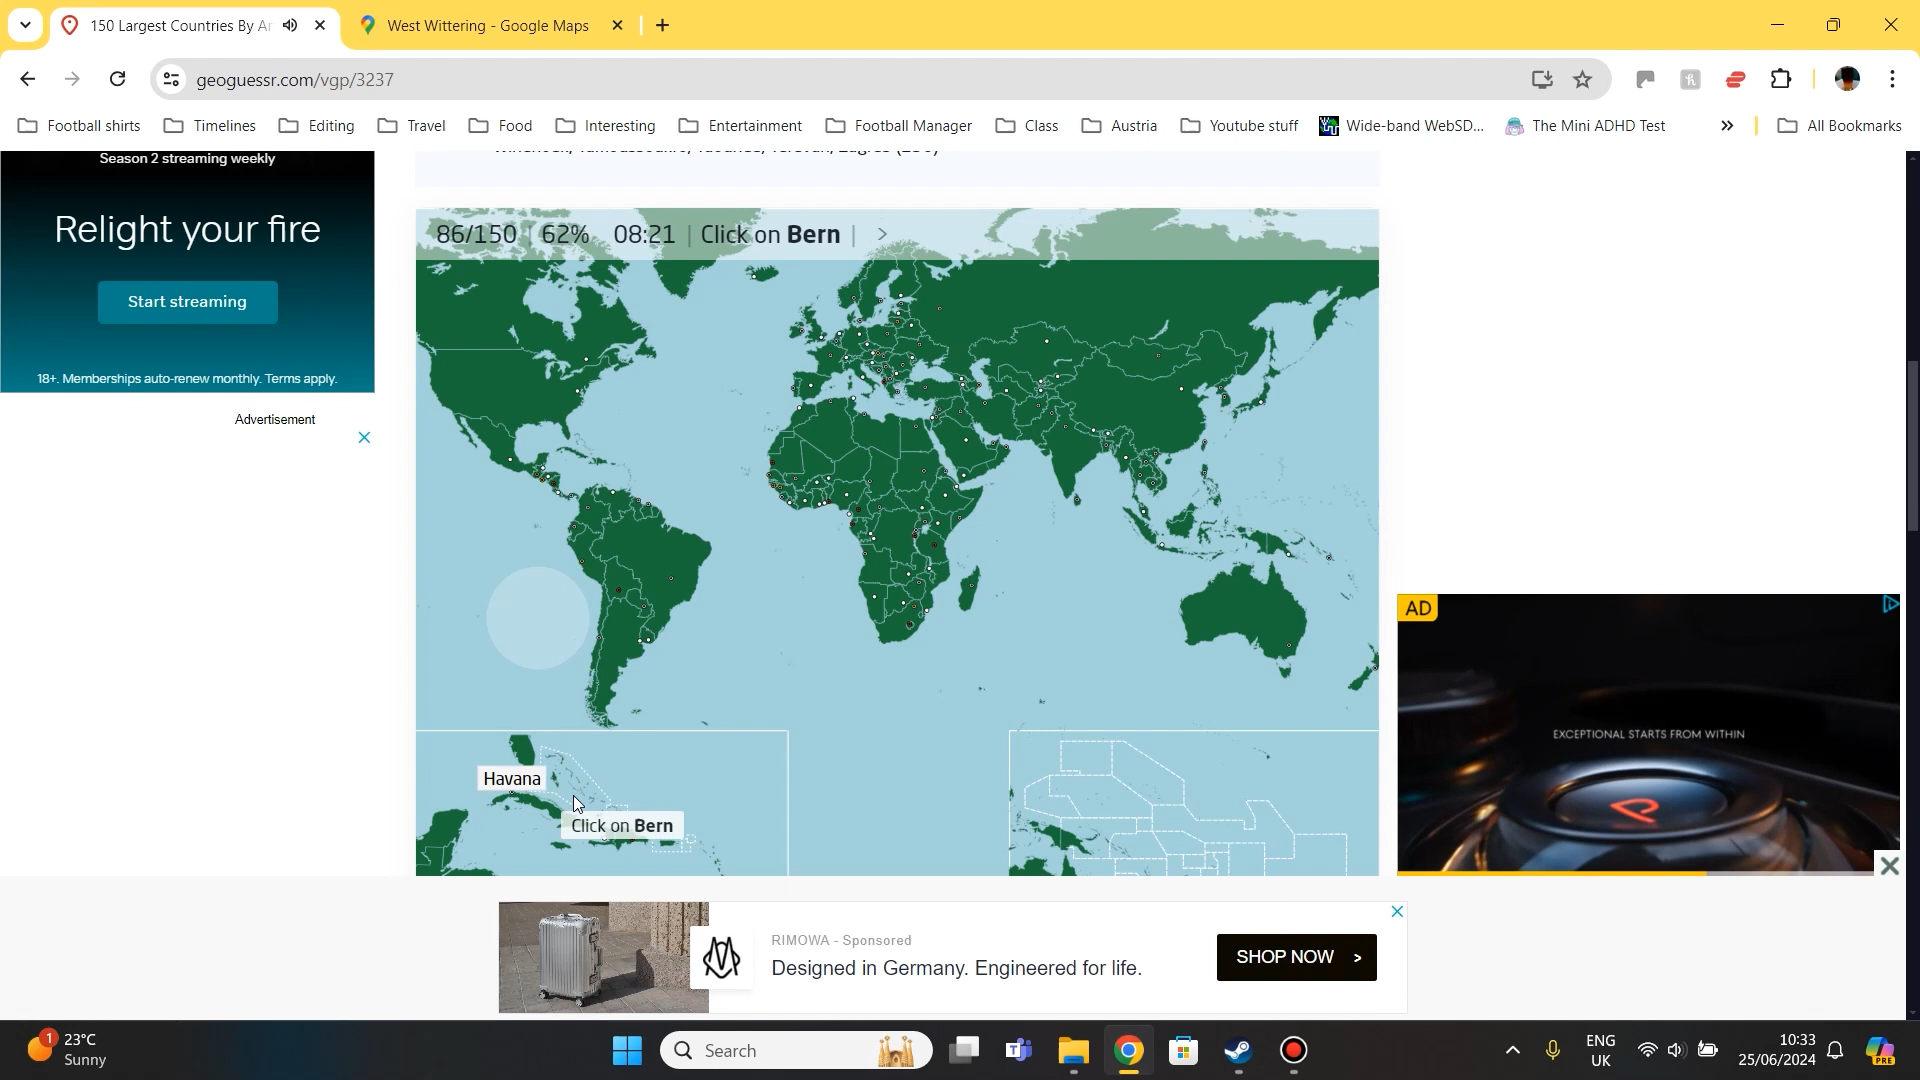 150 Largest Countries By Ar
West Wittering - Google Maps
geoguessr.com/vgp/3237
Football shirts
Timelines
Editing
Travel
Food
Interesting
Entertainment
Football Manager
Class
Austria
Youtube stuff
Wide-band WebSD...
The Mini ADHD Test
All Bookmarks
Season 2 streaming weekly
Relight your fire
Start streaming
18+. Memberships auto-renew monthly. Terms apply.
Advertisement
86/150 | 62% 08:21 | Click on Bern | >
Havana
Click on Bern
AD
EXCEPTIONAL STARTS FROM WITHIN
RIMOWA - Sponsored
Designed in Germany. Engineered for life.
SHOP NOW >
1
23°C
Sunny
Search
ENG
UK
10:33
25/06/2024
PRE